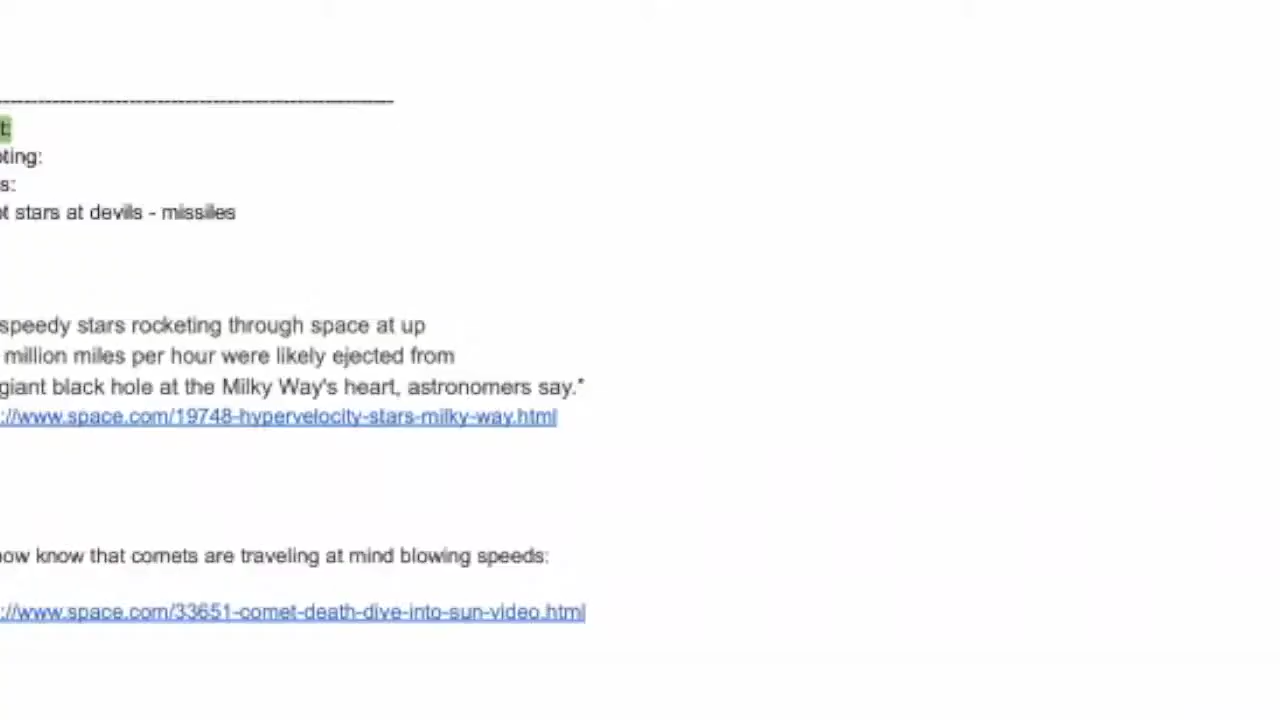 t:
ting:
s:
t stars at devils - missiles
speedy stars rocketing through space at up
million miles per hour were likely ejected from
giant black hole at the Milky Way's heart, astronomers say."
://www.space.com/19748-hypervelocity-stars-milky-way.html
now know that comets are traveling at mind blowing speeds:
://www.space.com/33651-comet-death-dive-into-sun-video.html